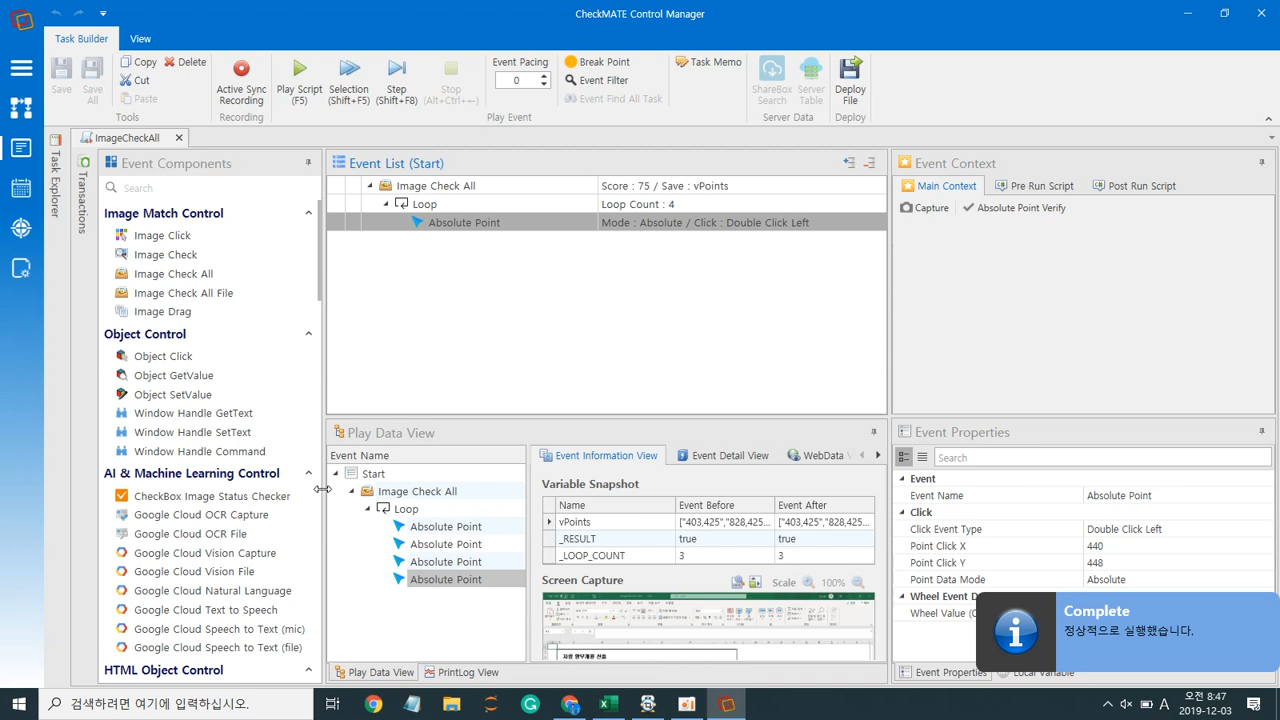 CheckMATE Control Manager
Task Builder
View
Save
Save All
Copy
Delete
Cut
Paste
Tools
Active Sync Recording
Recording
Play Script (F5)
Selection (Shift+F5)
Step (Shift+F8)
Stop (Alt+Ctrl+←)
Event Pacing
0
Break Point
Event Filter
Event Find All Task
Play Event
Task Memo
ShareBox Search
Server Table
Server Data
Deploy File
Deploy
Task Explorer
Transactions
ImageCheckAll
Event Components
Search
Image Match Control
Image Click
Image Check
Image Check All
Image Check All File
Image Drag
Object Control
Object Click
Object GetValue
Object SetValue
Window Handle GetText
Window Handle SetText
Window Handle Command
AI & Machine Learning Control
CheckBox Image Status Checker
Google Cloud OCR Capture
Google Cloud OCR File
Google Cloud Vision Capture
Google Cloud Vision File
Google Cloud Natural Language
Google Cloud Text to Speech
Google Cloud Speech to Text (mic)
Google Cloud Speech to Text (file)
HTML Object Control
Event List (Start)
Image Check All Score : 75 / Save : vPoints
Loop Loop Count : 4
Absolute Point Mode : Absolute / Click : Double Click Left
Play Data View
Event Name
Start
Image Check All
Loop
Absolute Point
Absolute Point
Absolute Point
Absolute Point
Event Information View
Event Detail View
WebData V
Variable Snapshot
Name Event Before Event After
vPoints ["403,425","828,425... ["403,425","828,425...
_RESULT true true
_LOOP_COUNT 3 3
Screen Capture
Scale
100%
Play Data View
PrintLog View
Event Context
Main Context
Pre Run Script
Post Run Script
Capture
Absolute Point Verify
Event Properties
Search
Event
Event Name Absolute Point
Click
Click Event Type Double Click Left
Point Click X 440
Point Click Y 448
Point Data Mode Absolute
Wheel Event D
Wheel Value (C
Complete
정상적으로 실행했습니다.
Event Properties
Local Variable
검색하려면 여기에 입력하십시오.
A
오전 8:47
2019-12-03